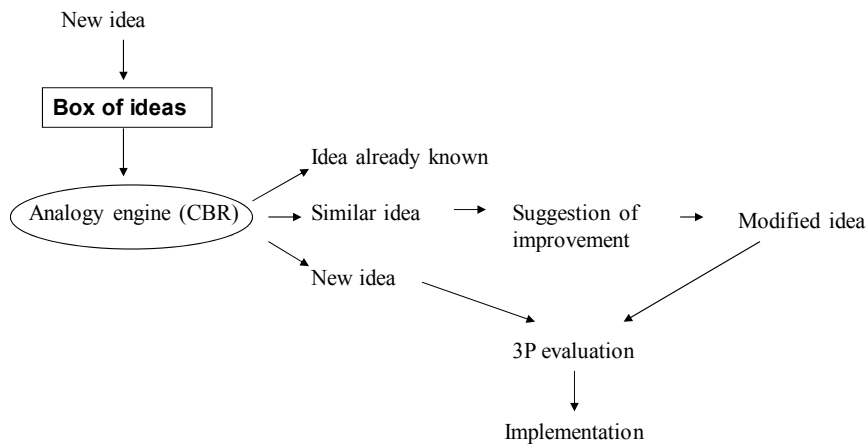 New idea
Box of ideas
Idea already known
Analogy engine (CBR)
Similar idea
Suggestion of
improvement
Modified idea
New idea
3P evaluation
Implementation